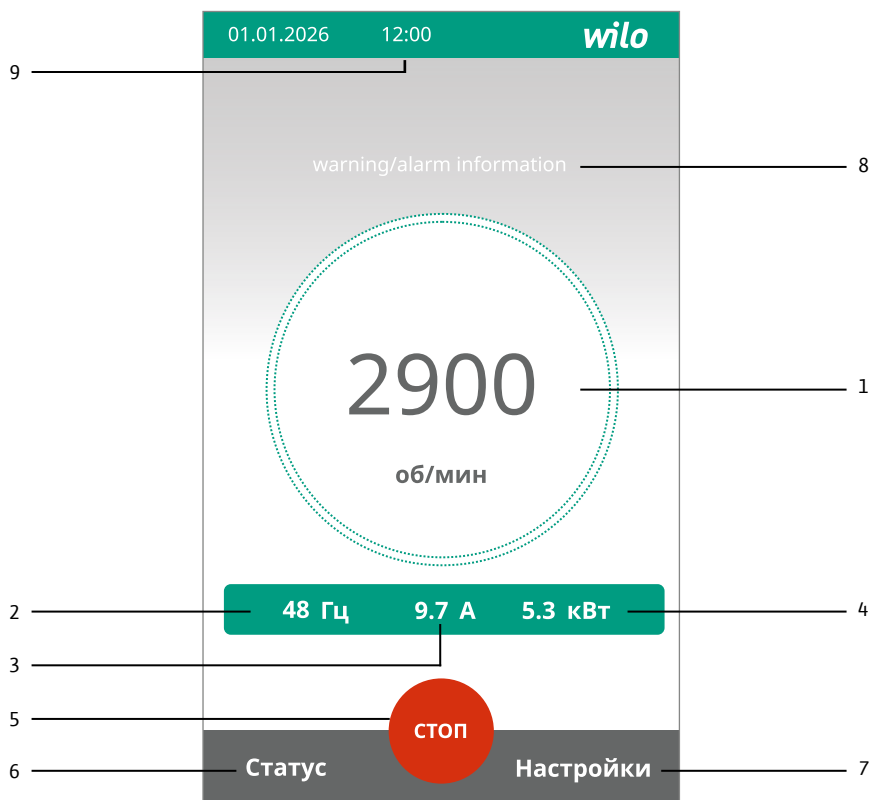 01.01.2026 12:00 wilo
9
warning/alarm information 8
2900 1
об/мин
2 48 Гц 9.7 А 5.3 кВт 4
3
5 СТОП
6 Статус Настройки 7